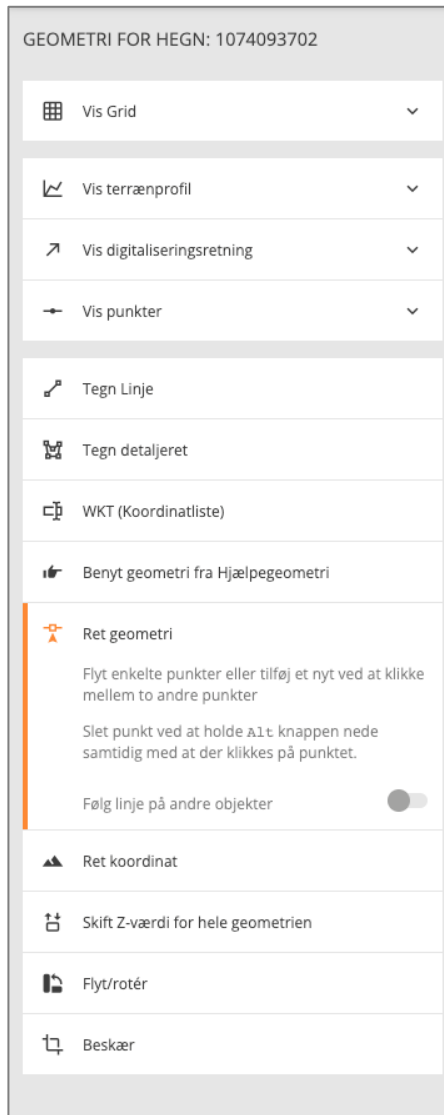 GEOMETRI FOR HEGN: 1074093702
Vis Grid
Vis terrænprofil
Vis digitaliseringsretning
Vis punkter
Tegn Linje
Tegn detaljeret
WKT (Koordinatliste)
Benyt geometri fra Hjælpegeometri
Ret geometri
Flyt enkelte punkter eller tilføj et nyt ved at klikke
mellem to andre punkter
Slet punkt ved at holde Alt knappen nede
samtidig med at der klikkes på punktet.
Følg linje på andre objekter
Ret koordinat
Skift Z-værdi for hele geometrien
Flyt/rotér
Beskær